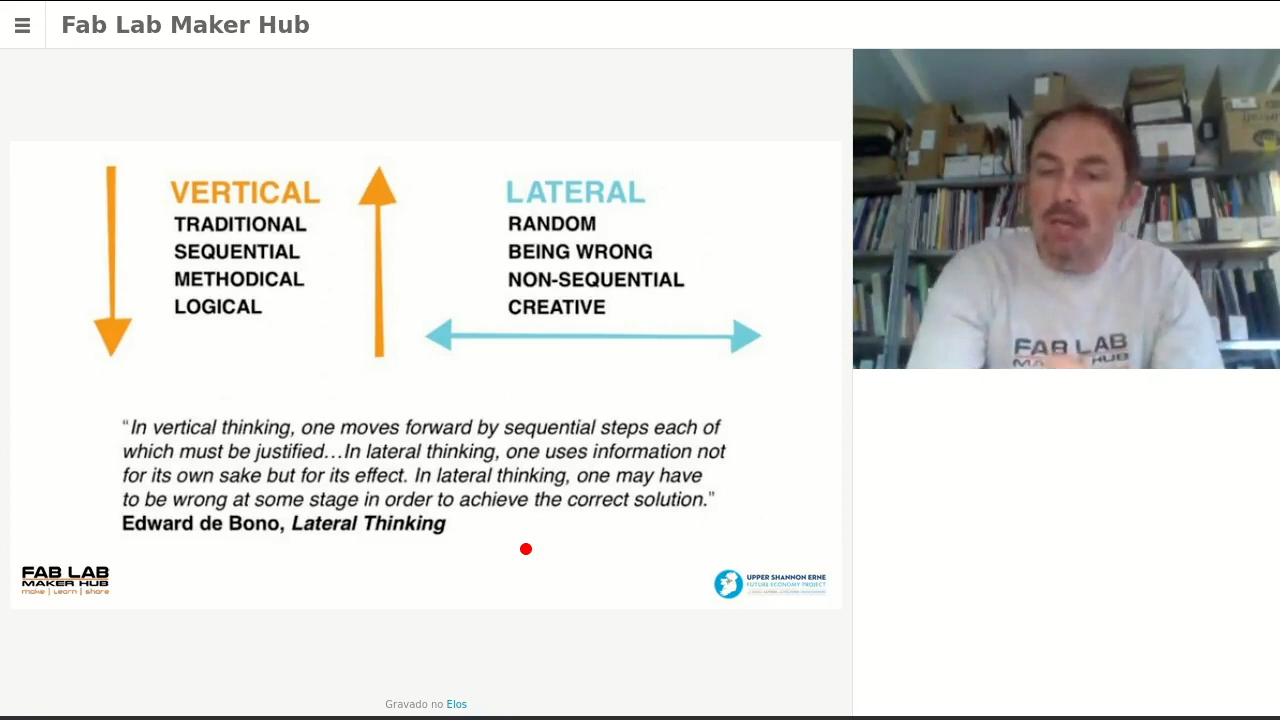 Fab Lab Maker Hub
VERTICAL
TRADITIONAL
SEQUENTIAL
METHODICAL
LOGICAL
LATERAL
RANDOM
BEING WRONG
NON-SEQUENTIAL
CREATIVE
“In vertical thinking, one moves forward by sequential steps each of
which must be justified…In lateral thinking, one uses information not
for its own sake but for its effect. In lateral thinking, one may have
to be wrong at some stage in order to achieve the correct solution.”
Edward de Bono, Lateral Thinking
FAB LAB
MAKER HUB
make | Learn | share
UPPER SHANNON ERNE
FUTURE ECONOMY PROJECT
FAB LAB
HUB
Gravado no Elos